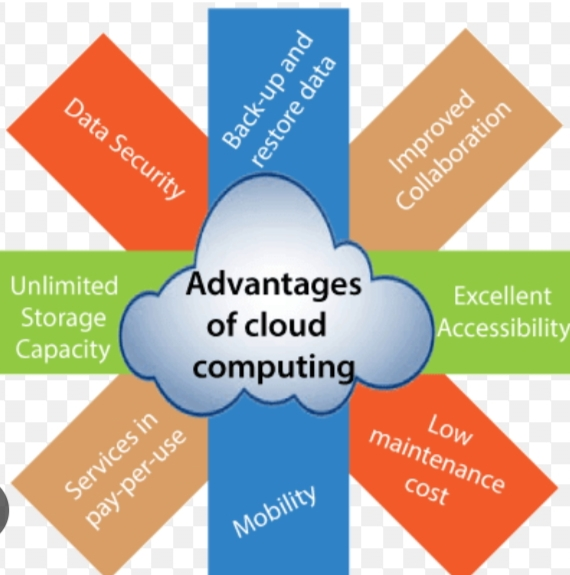 Back-up and
restore data
Data Security
Improved
Collaboration
Unlimited
Storage
Capacity
Advantages
of cloud
computing
Excellent
Accessibility
Services in
pay-per-use
Mobility
Low
maintenance
cost